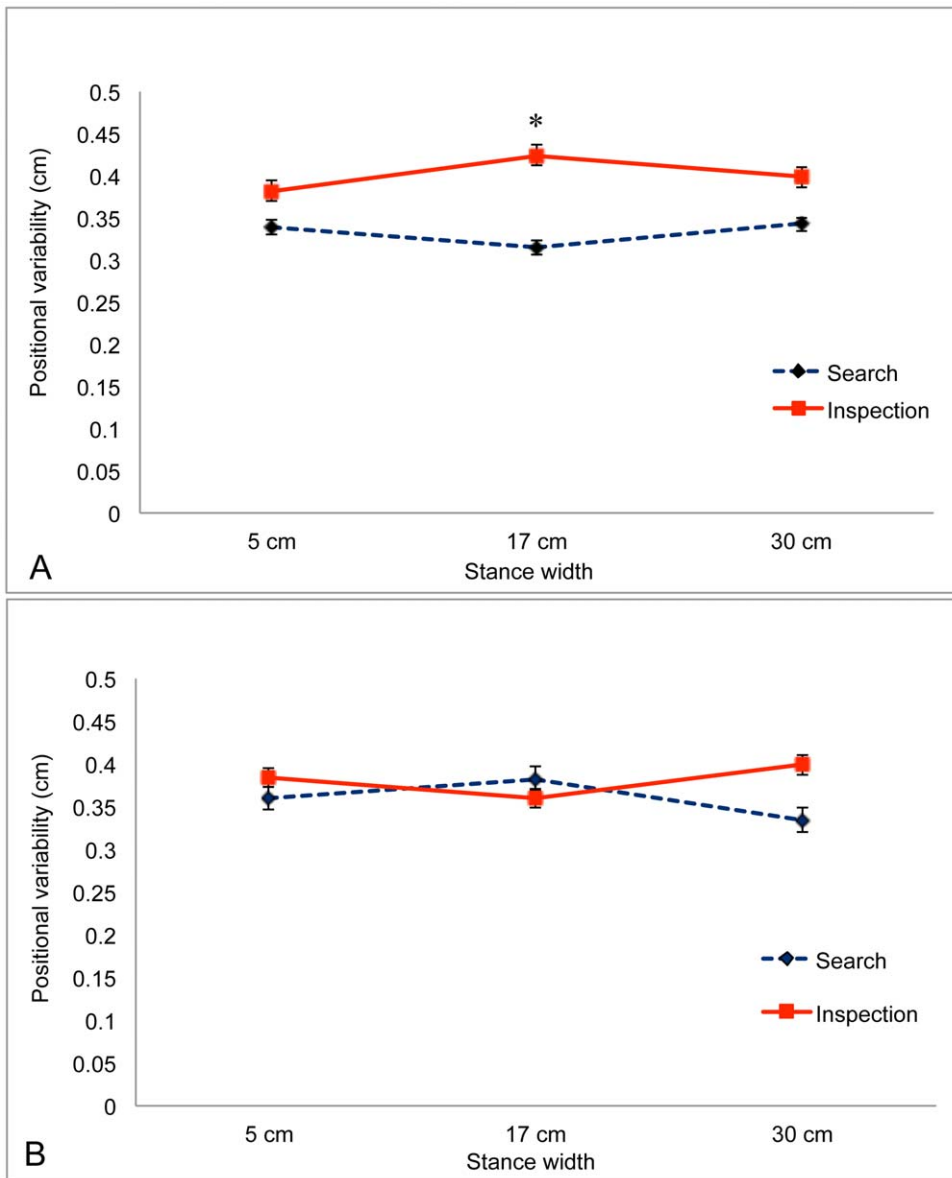 0.5
*
0.45
0.4
0.35
0.3
0.25
0.2
0.15
0.1
0.05
0
Positional variability (cm)
Search
Inspection
5 cm
17 cm
30 cm
Stance width
A
0.5
0.45
0.4
0.35
0.3
0.25
0.2
0.15
0.1
0.05
0
Positional variability (cm)
Search
Inspection
5 cm
17 cm
30 cm
Stance width
B